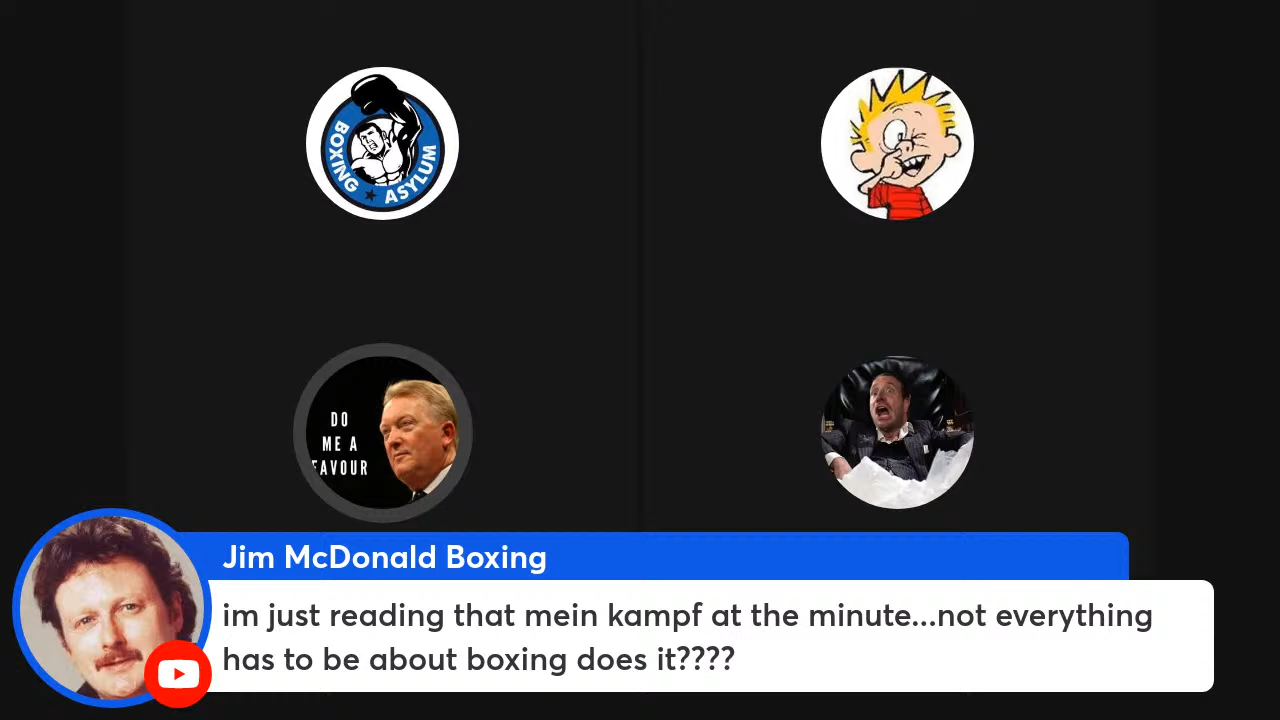 BOXING
ASYLUM
DO
ME A
FAVOUR
Jim McDonald Boxing
im just reading that mein kampf at the minute...not everything
has to be about boxing does it????